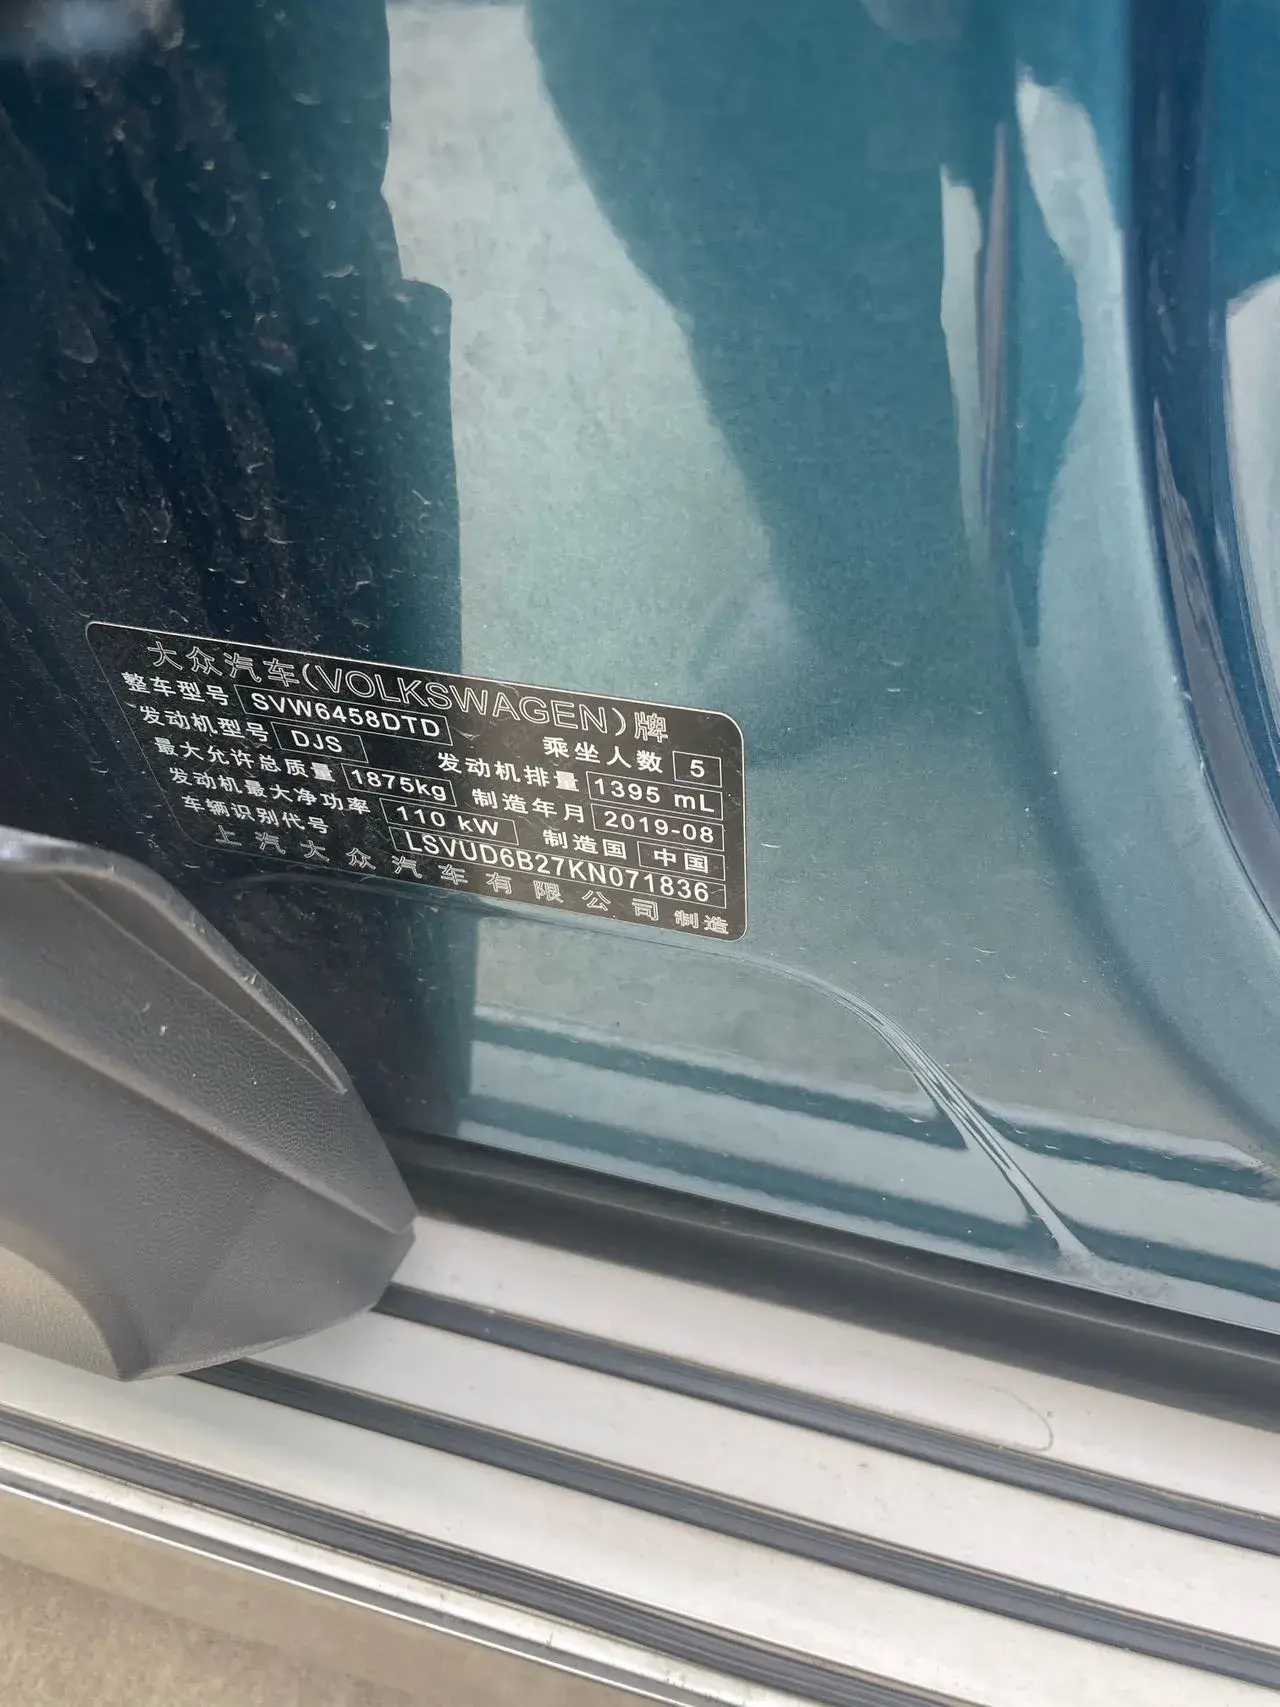 大众汽车(VOLKSWAGEN)牌
整车型号 SVW6458DTD 乘坐人数 5
发动机型号 DJS 发动机排量 1395 mL
最大允许总质量 1875kg 制造年月 2019-08
发动机最大净功率 110 kW 制造国 中国
车辆识别代号 LSVUD6B27KN071836
上汽大众汽车有限公司 制造